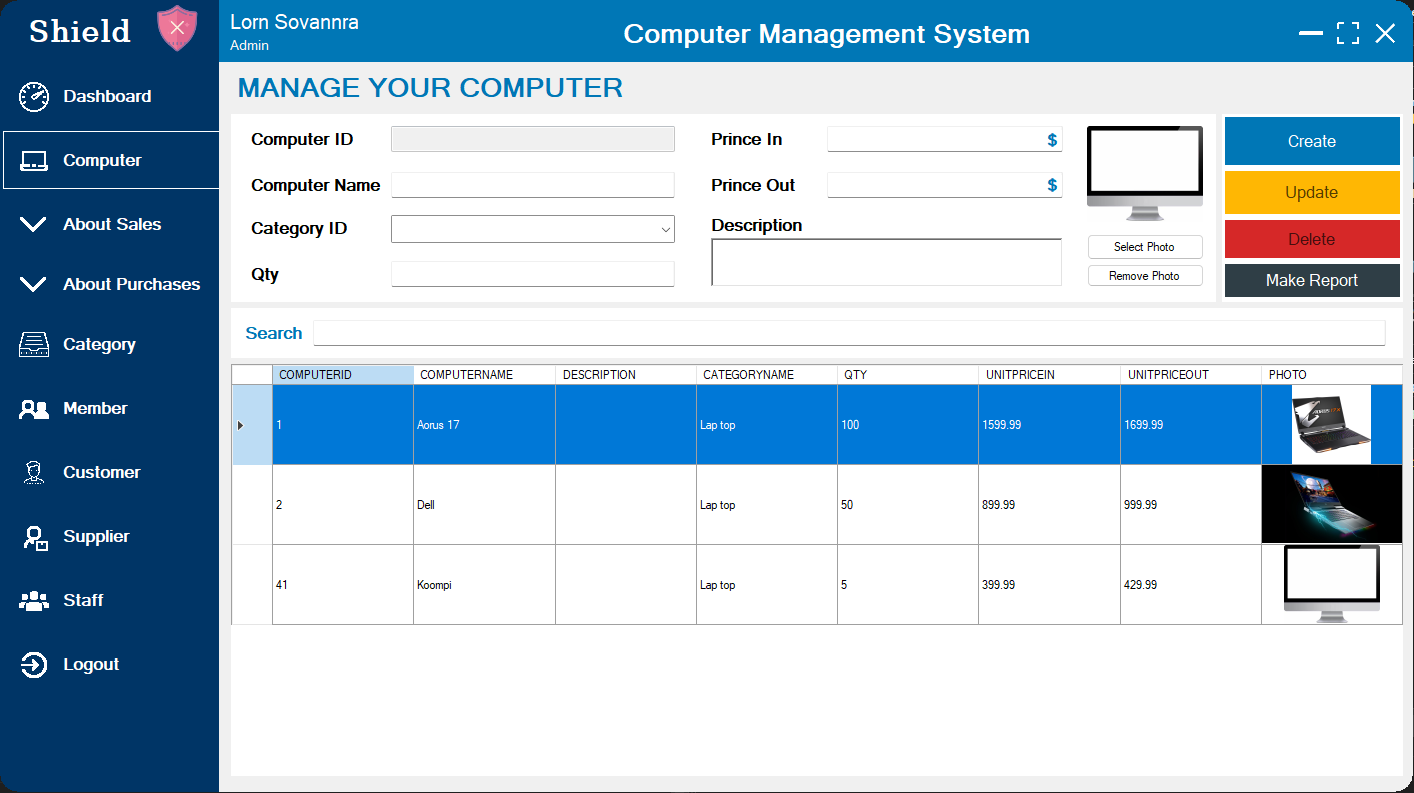 Shield
Lorn Sovannra
Admin
Computer Management System
Dashboard
Computer
About Sales
About Purchases
Category
Member
Customer
Supplier
Staff
Logout
MANAGE YOUR COMPUTER
Computer ID
Computer Name
Category ID
Qty
Prince In $
Prince Out $
Description
Select Photo
Remove Photo
Create
Update
Delete
Make Report
Search
COMPUTERID COMPUTERNAME DESCRIPTION CATEGORYNAME QTY UNITPRICEIN UNITPRICEOUT PHOTO
1 Aorus 17 Lap top 100 1599.99 1699.99
2 Dell Lap top 50 899.99 999.99
41 Koompi Lap top 5 399.99 429.99